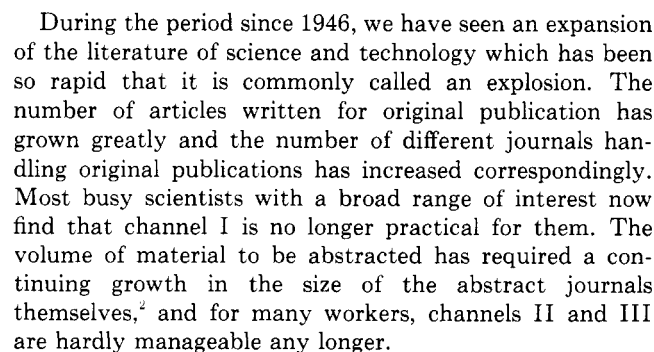 During the period since 1946, we have seen an expansion
of the literature of science and technology which has been
so rapid that it is commonly called an explosion. The
number of articles written for original publication has
grown greatly and the number of different journals han-
dling original publications has increased correspondingly.
Most busy scientists with a broad range of interest now
find that channel I is no longer practical for them. The
volume of material to be abstracted has required a con-
tinuing growth in the size of the abstract journals
themselves,² and for many workers, channels II and III
are hardly manageable any longer.